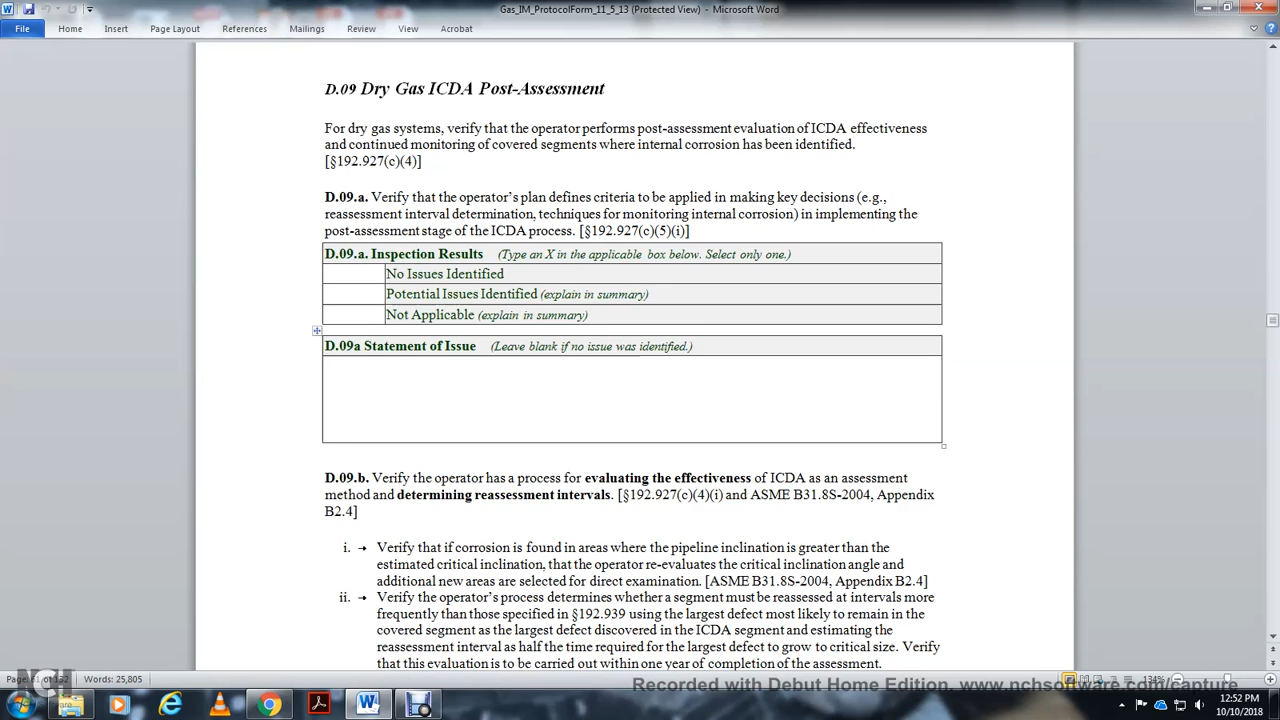 Gas_IM_ProtocolForm_11_5_13 (Protected View) - Microsoft Word
File Home Insert Page Layout References Mailings Review View Acrobat
D.09 Dry Gas ICDA Post-Assessment
For dry gas systems, verify that the operator performs post-assessment evaluation of ICDA effectiveness
and continued monitoring of covered segments where internal corrosion has been identified.
[§192.927(c)(4)]
D.09.a. Verify that the operator's plan defines criteria to be applied in making key decisions (e.g.,
reassessment interval determination, techniques for monitoring internal corrosion) in implementing the
post-assessment stage of the ICDA process. [§192.927(c)(5)(i)]
D.09.a. Inspection Results (Type an X in the applicable box below. Select only one.)
No Issues Identified
Potential Issues Identified (explain in summary)
Not Applicable (explain in summary)
D.09a Statement of Issue (Leave blank if no issue was identified.)
D.09.b. Verify the operator has a process for evaluating the effectiveness of ICDA as an assessment
method and determining reassessment intervals. [§192.927(c)(4)(i) and ASME B31.8S-2004, Appendix
B2.4]
i. → Verify that if corrosion is found in areas where the pipeline inclination is greater than the
estimated critical inclination, that the operator re-evaluates the critical inclination angle and
additional new areas are selected for direct examination. [ASME B31.8S-2004, Appendix B2.4]
ii. → Verify the operator's process determines whether a segment must be reassessed at intervals more
frequently than those specified in §192.939 using the largest defect most likely to remain in the
covered segment as the largest defect discovered in the ICDA segment and estimating the
reassessment interval as half the time required for the largest defect to grow to critical size. Verify
that this evaluation is to be carried out within one year of completion of the assessment.
Words: 25,805
134%
Recorded with Debut Home Edition. www.nchsoftware.com/capture
12:52 PM
10/10/2018